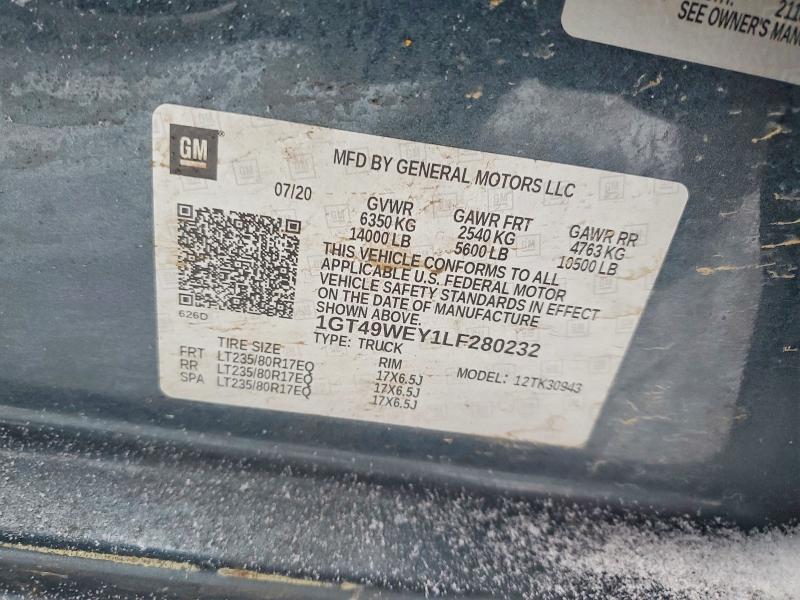 211
SEE OWNER'S MANU
GM
MFD BY GENERAL MOTORS LLC
07/20
GVWR GAWR FRT GAWR RR
6350 KG 2540 KG 4763 KG
14000 LB 5600 LB 10500 LB
THIS VEHICLE CONFORMS TO ALL
APPLICABLE U.S. FEDERAL MOTOR
VEHICLE SAFETY STANDARDS IN EFFECT
ON THE DATE OF MANUFACTURE
SHOWN ABOVE
626D
1GT49WEY1LF280232
TYPE: TRUCK
TIRE SIZE RIM MODEL: 12TK30943
FRT LT235/80R17EQ 17X6.5J
RR LT235/80R17EQ 17X6.5J
SPA LT235/80R17EQ 17X6.5J